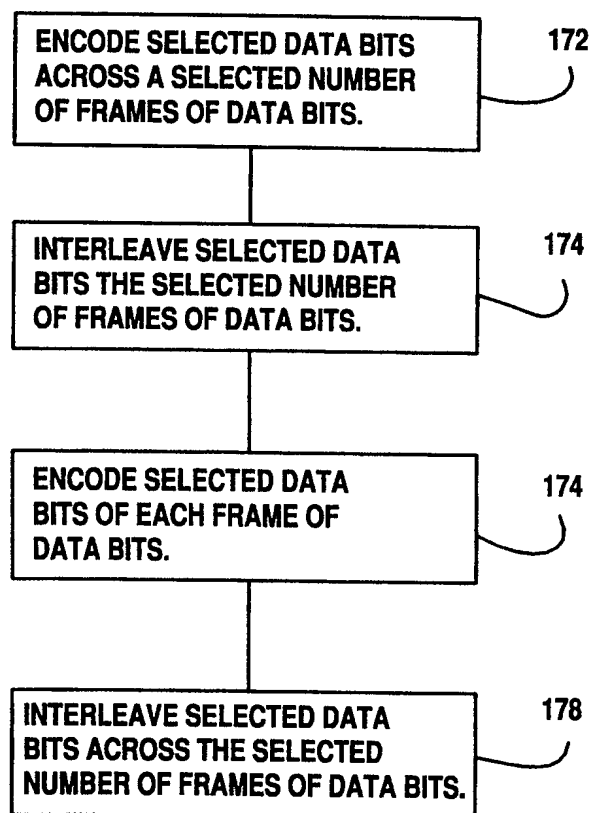 ENCODE SELECTED DATA BITS
ACROSS A SELECTED NUMBER
OF FRAMES OF DATA BITS.
172
INTERLEAVE SELECTED DATA
BITS THE SELECTED NUMBER
OF FRAMES OF DATA BITS.
174
ENCODE SELECTED DATA
BITS OF EACH FRAME OF
DATA BITS.
174
INTERLEAVE SELECTED DATA
BITS ACROSS THE SELECTED
NUMBER OF FRAMES OF DATA BITS.
178